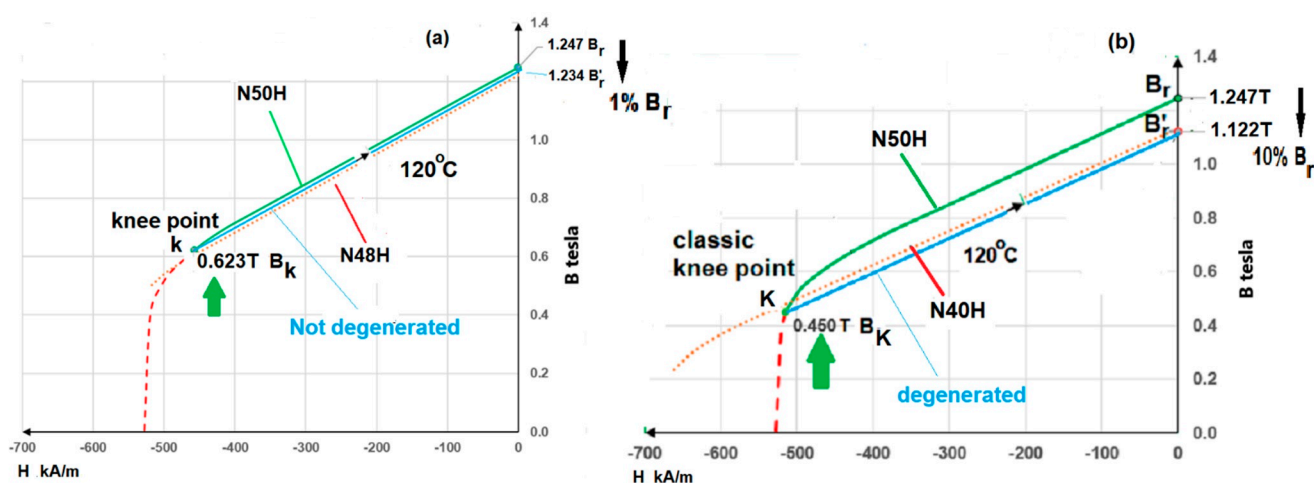 (a)
1.4
1.247 Br
1.234 B'r
1% Br
N50H
1.2
1.0
120°C
0.8
knee point
k
N48H
0.623T Bk
0.6
B tesla
Not degenerated
0.4
0.2
0.0
-700 -600 -500 -400 -300 -200 -100 0
H kA/m
(b)
1.4
Br
1.247T
1.2
B'r
1.122T
N50H
10% Br
1.0
0.8
classic
knee point
120°C
0.6
B tesla
K
N40H
0.450 T BK
0.4
degenerated
0.2
0.0
-700 -600 -500 -400 -300 -200 -100 0
H kA/m